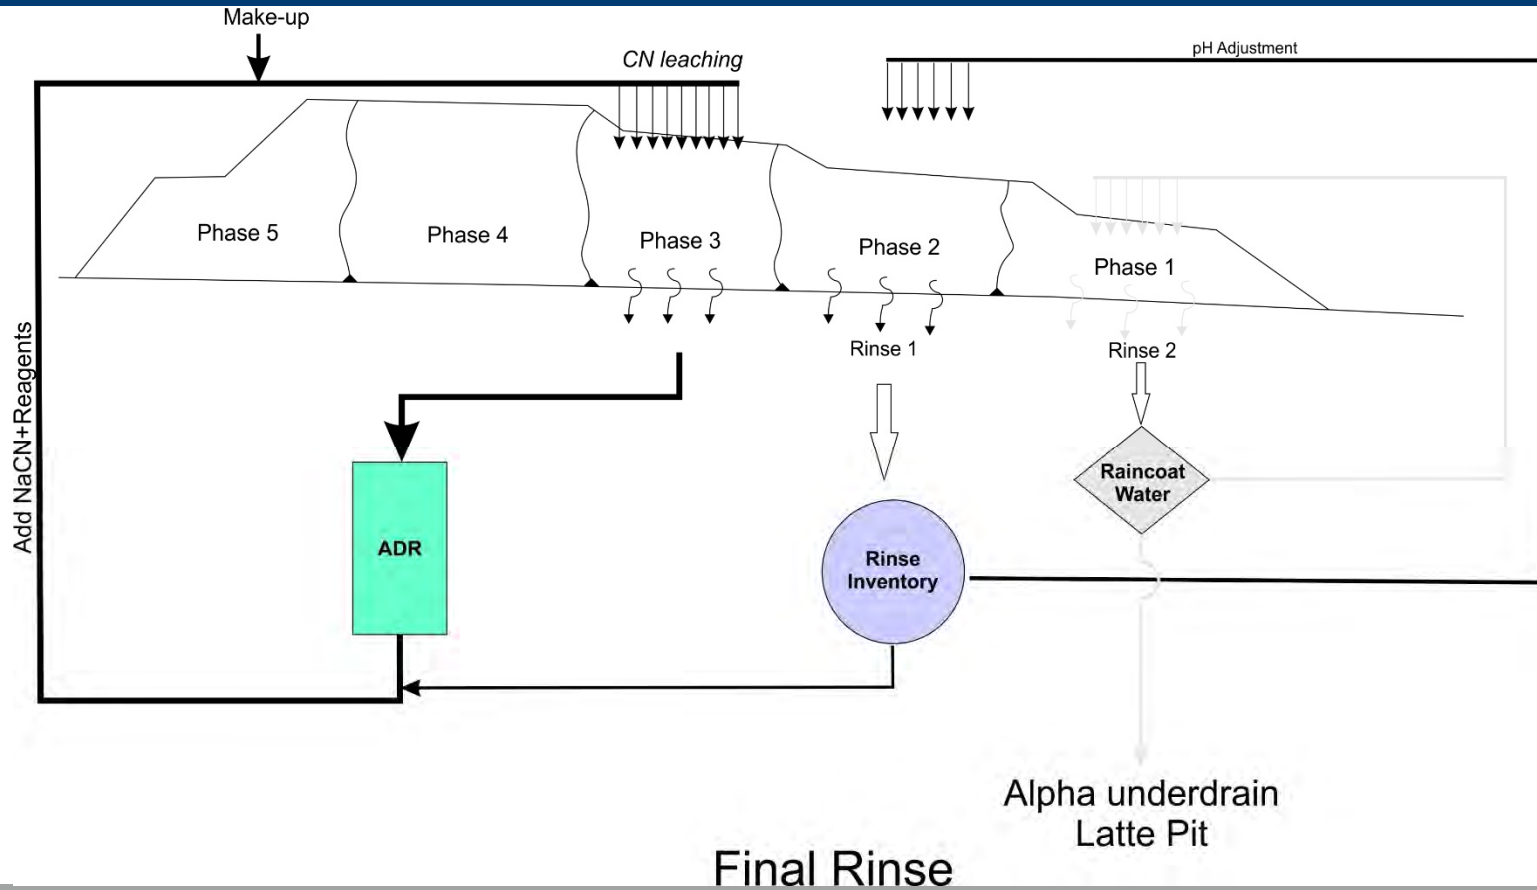 Make-up
CN leaching
pH Adjustment
Phase 5
Phase 4
Phase 3
Phase 2
Phase 1
Rinse 1
Rinse 2
Add NaCN+Reagents
Raincoat
Water
ADR
Rinse
Inventory
Alpha underdrain
Latte Pit
Final Rinse